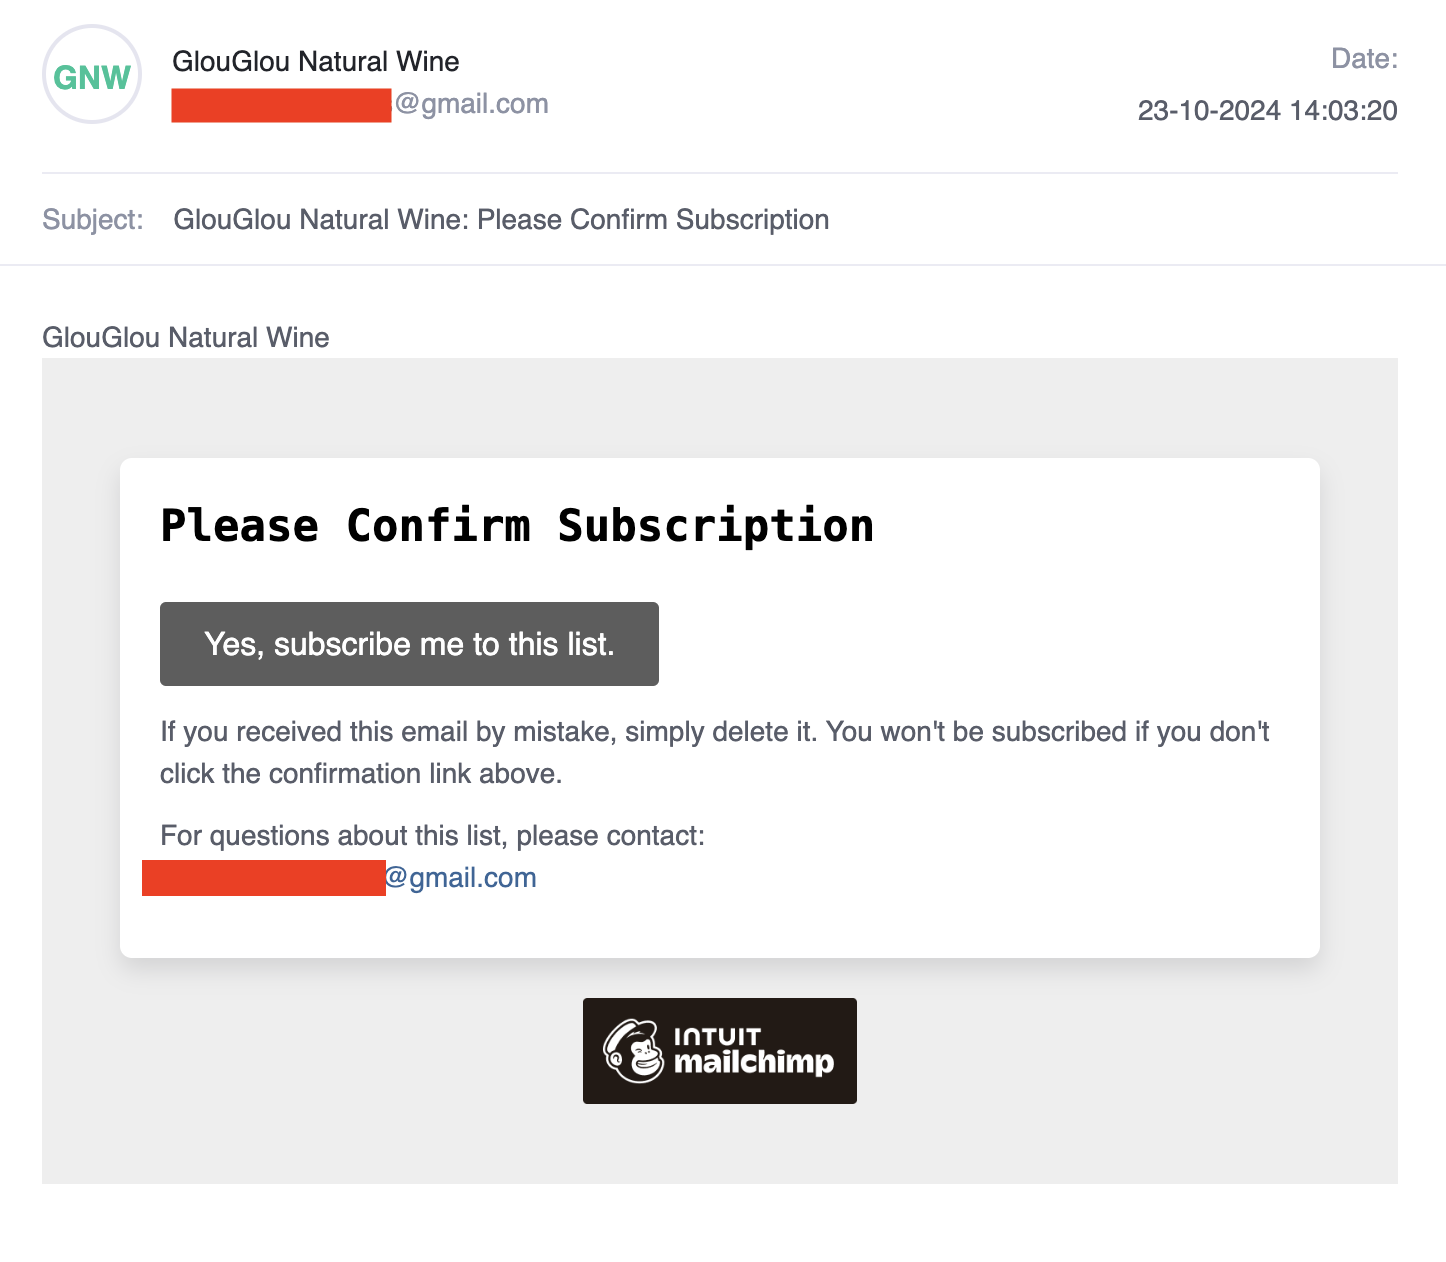 GNW
GlouGlou Natural Wine
@gmail.com
Date:
23-10-2024 14:03:20
Subject: GlouGlou Natural Wine: Please Confirm Subscription
GlouGlou Natural Wine
Please Confirm Subscription
Yes, subscribe me to this list.
If you received this email by mistake, simply delete it. You won't be subscribed if you don't
click the confirmation link above.
For questions about this list, please contact:
@gmail.com
INTUIT
mailchimp